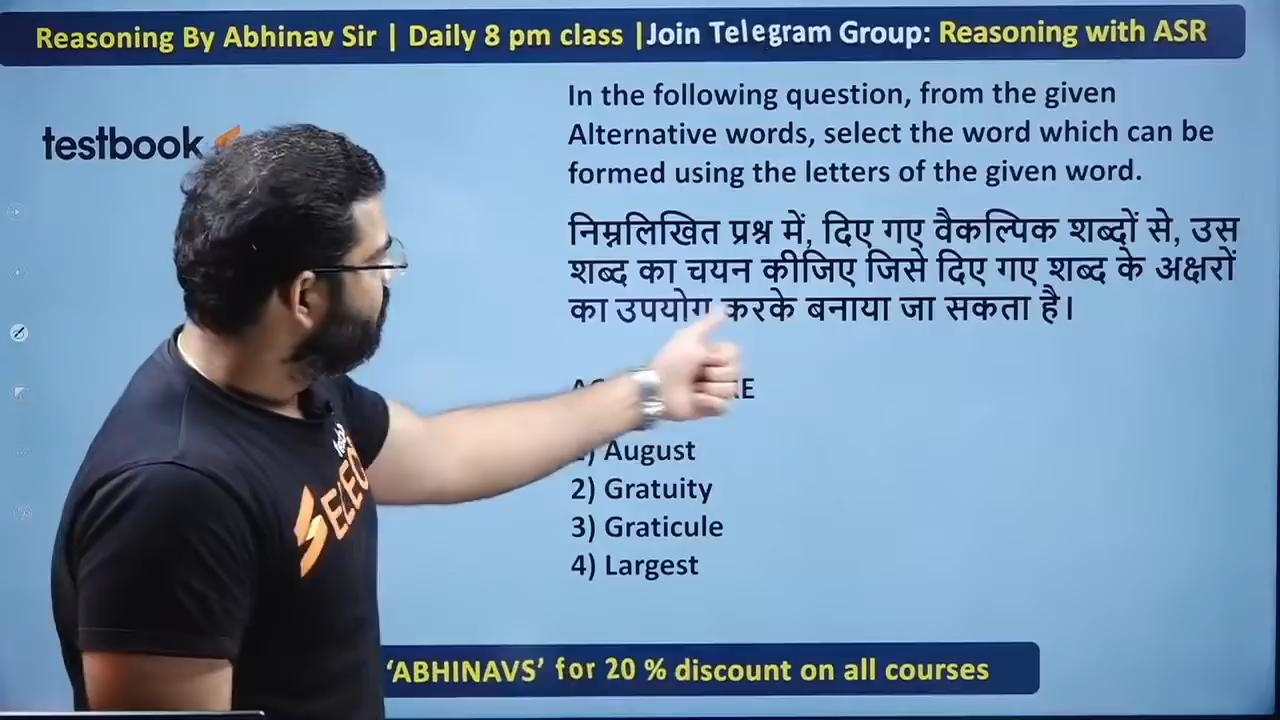 Reasoning By Abhinav Sir | Daily 8 pm class |Join Telegram Group: Reasoning with ASR
testbook
In the following question, from the given
Alternative words, select the word which can be
formed using the letters of the given word.
निम्नलिखित प्रश्न में, दिए गए वैकल्पिक शब्दों से, उस
शब्द का चयन कीजिए जिसे दिए गए शब्द के अक्षरों
का उपयोग करके बनाया जा सकता है।
August
2) Gratuity
3) Graticule
4) Largest
‘ABHINAVS’ for 20 % discount on all courses